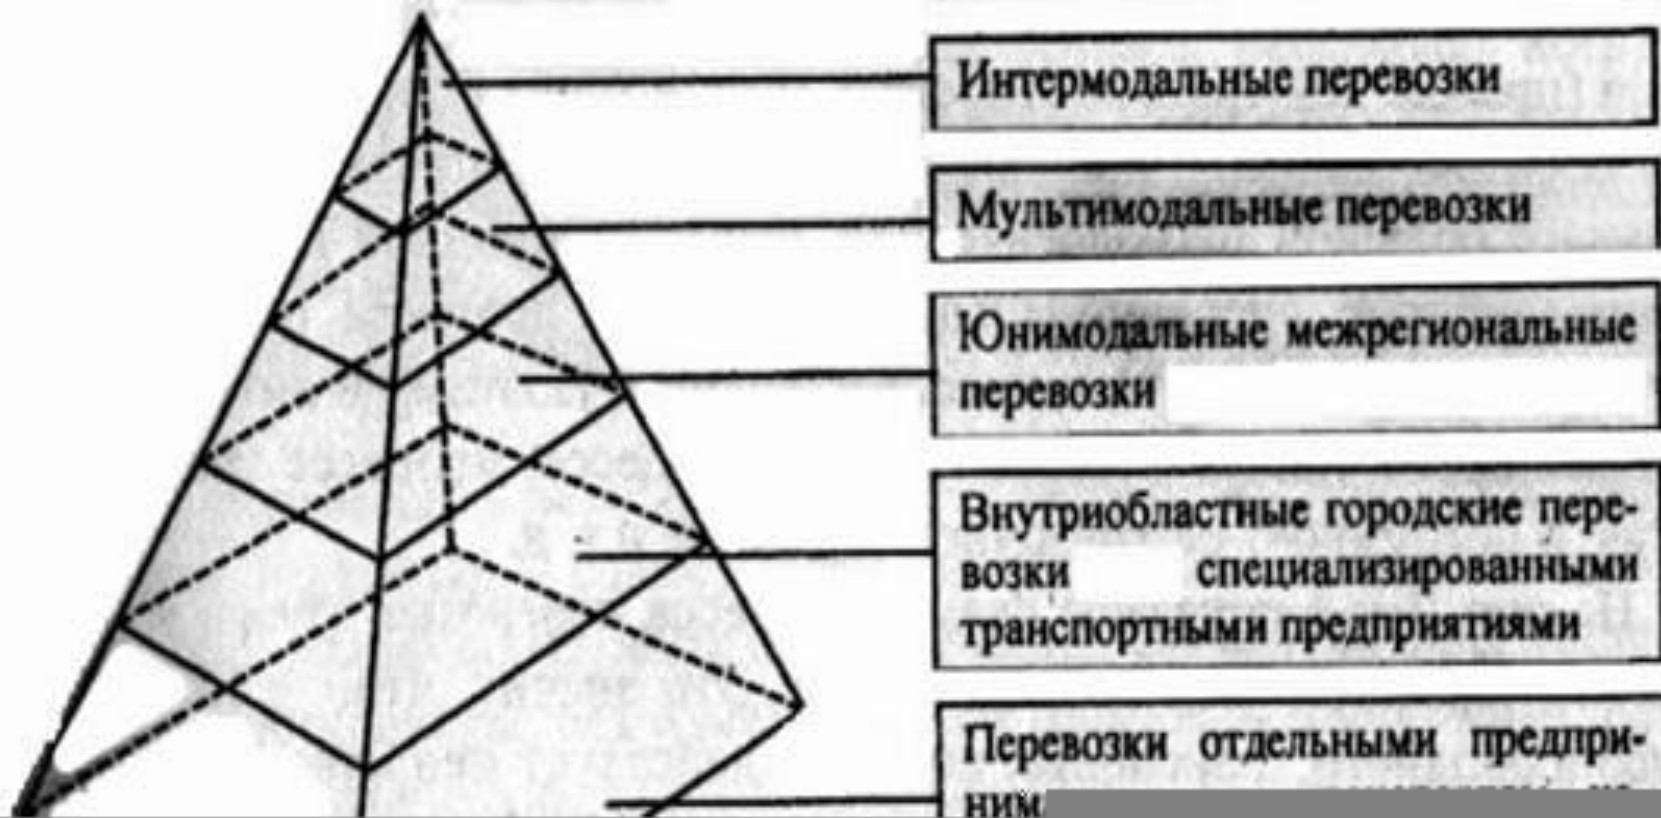 Интермодальные перевозки
Мультимодальные перевозки
Юнимодальные межрегиональные
перевозки
Внутриобластные городские пере-
возки специализированными
транспортными предприятиями
Перевозки отдельными предпри-